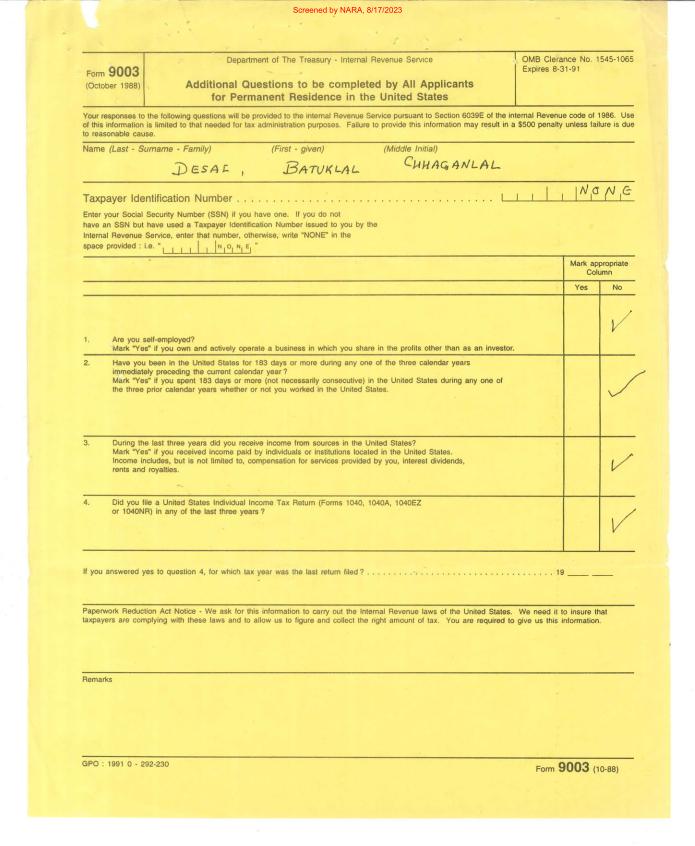 Screened by NARA, 8/17/2023
Form 9003
(October 1988)
Department of The Treasury - Internal Revenue Service
Additional Questions to be completed by All Applicants
for Permanent Residence in the United States
OMB Clerance No. 1545-1065
Expires 8-31-91
Your responses to the following questions will be provided to the internal Revenue Service pursuant to Section 6039E of the internal Revenue code of 1986. Use
of this information is limited to that needed for tax administration purposes. Failure to provide this information may result in a $500 penalty unless failure is due
to reasonable cause.
Name (Last - Surname - Family) (First - given) (Middle Initial)
DESAI, BATUKLAL CHHAGANLAL
Taxpayer Identification Number . . . . . . . . . . . . . . . . . . . . . . . . . . . . . . . . . . . . . . . . NONE
Enter your Social Security Number (SSN) if you have one. If you do not
have an SSN but have used a Taxpayer Identification Number issued to you by the
Internal Revenue Service, enter that number, otherwise, write "NONE" in the
space provided : i.e. " NONE "
Mark appropriate
Column
Yes No
1. Are you self-employed?
Mark "Yes" if you own and actively operate a business in which you share in the profits other than as an investor.
2. Have you been in the United States for 183 days or more during any one of the three calendar years
immediately preceding the current calendar year ?
Mark "Yes" if you spent 183 days or more (not necessarily consecutive) in the United States during any one of
the three prior calendar years whether or not you worked in the United States.
3. During the last three years did you receive income from sources in the United States?
Mark "Yes" if you received income paid by individuals or institutions located in the United States.
Income includes, but is not limited to, compensation for services provided by you, interest dividends,
rents and royalties.
4. Did you file a United States Individual Income Tax Return (Forms 1040, 1040A, 1040EZ
or 1040NR) in any of the last three years ?
If you answered yes to question 4, for which tax year was the last return filed ? . . . . . . . . . . . . . . . . . . . . . . . . . . . . . . 19 ___ ___
Paperwork Reduction Act Notice - We ask for this information to carry out the Internal Revenue laws of the United States. We need it to insure that
taxpayers are complying with these laws and to allow us to figure and collect the right amount of tax. You are required to give us this information.
Remarks
GPO : 1991 0 - 292-230
Form 9003 (10-88)